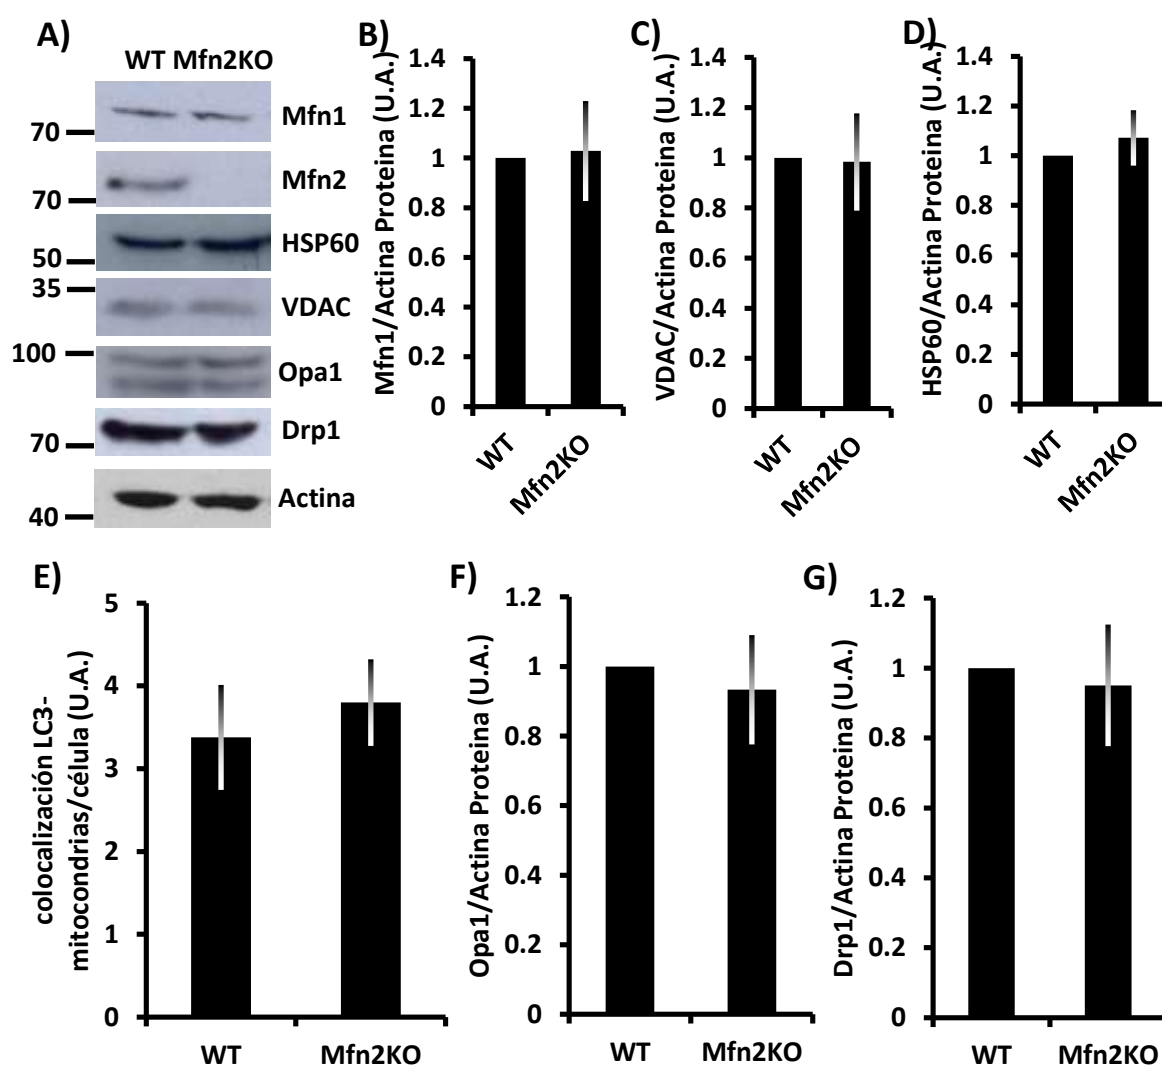 A)
WT Mfn2KO
Mfn1
70
Mfn2
70
HSP60
50
35
VDAC
100
Opa1
Drp1
70
Actina
40
B)
Mfn1/Actina Proteina (U.A.)
1.4
1.2
1
0.8
0.6
0.4
0.2
0
WT
Mfn2KO
C)
VDAC/Actina Proteina (U.A.)
1.4
1.2
1
0.8
0.6
0.4
0.2
0
WT
Mfn2KO
D)
HSP60/Actina Proteina (U.A.)
1.4
1.2
1
0.8
0.6
0.4
0.2
0
WT
Mfn2KO
E)
colocalización LC3-
mitocondrias/célula (U.A.)
5
4
3
2
1
0
WT
Mfn2KO
F)
Opa1/Actina Proteina (U.A.)
1.2
1
0.8
0.6
0.4
0.2
0
WT
Mfn2KO
G)
Drp1/Actina Proteina (U.A.)
1.2
1
0.8
0.6
0.4
0.2
0
WT
Mfn2KO